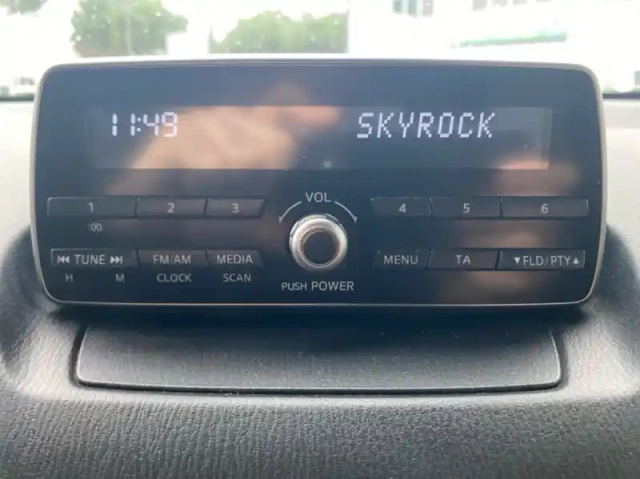 11:49 SKYROCK
VOL
1 2 3 4 5 6
:00
TUNE FM/AM MEDIA MENU TA ▼FLD/PTY▲
H M CLOCK SCAN
PUSH POWER